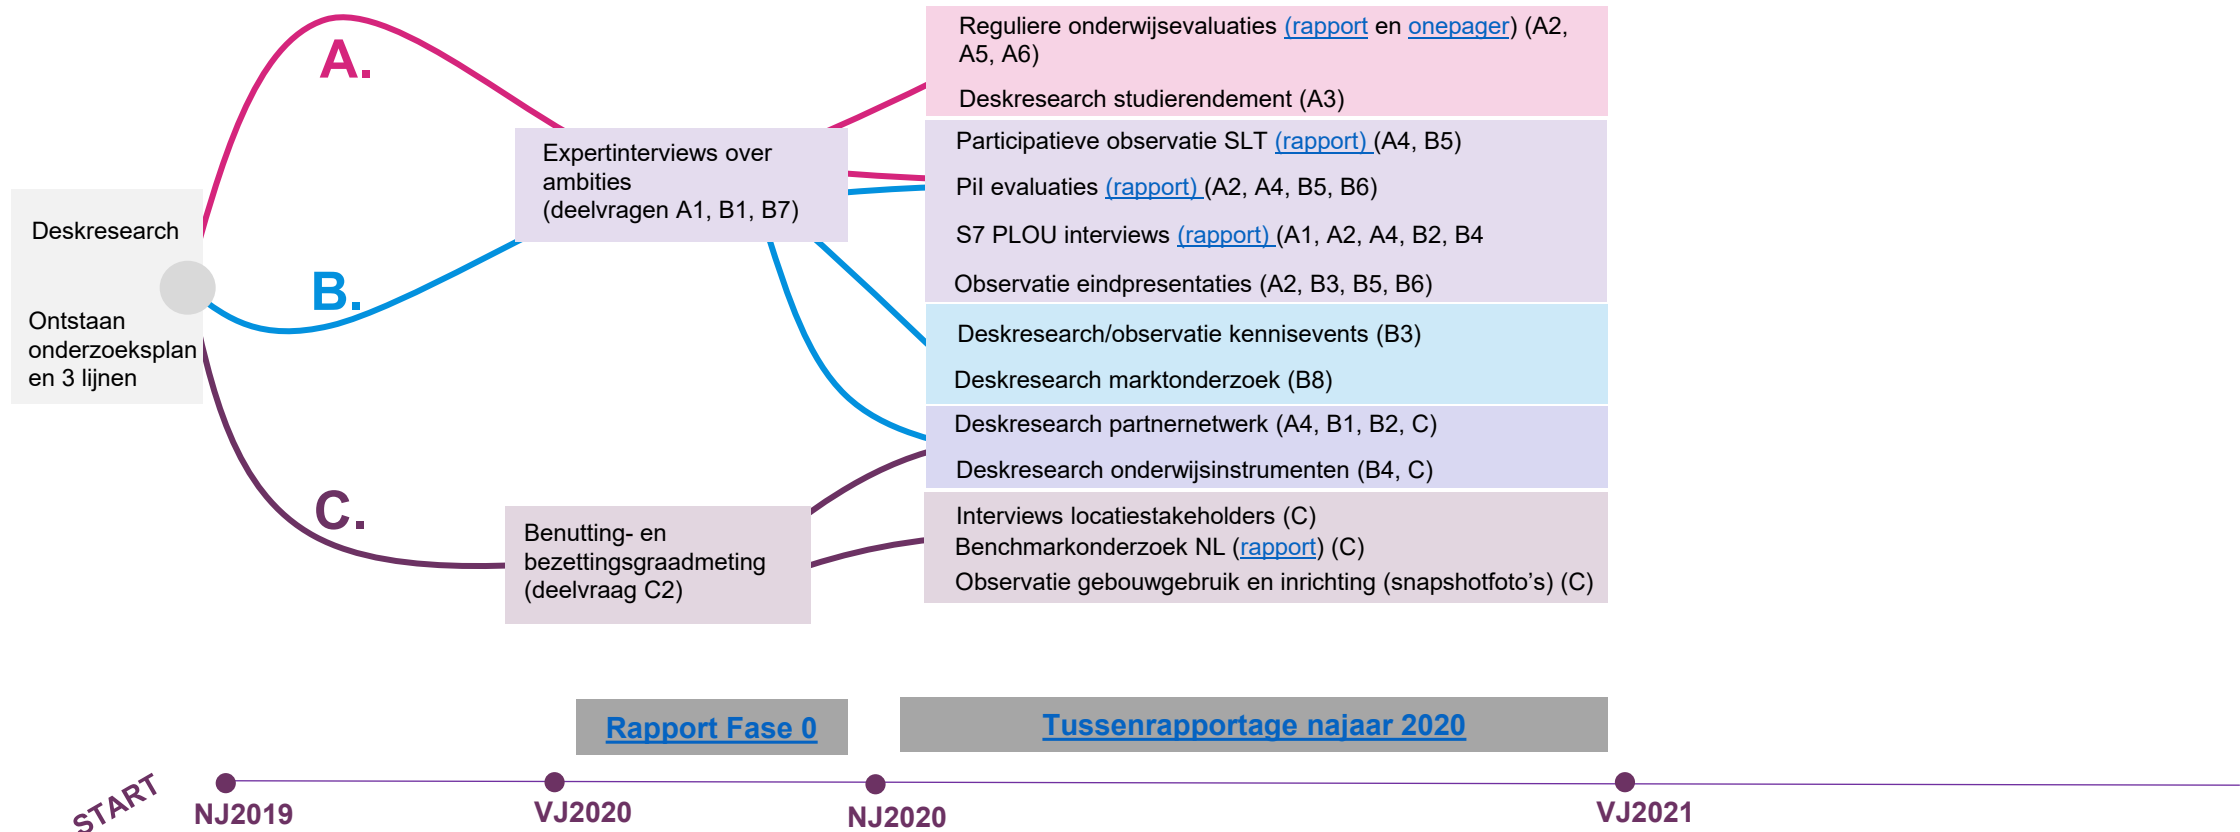 A.
B.
C.
Deskresearch
Ontstaan
onderzoeksplan
en 3 lijnen
Expertinterviews over
ambities
(deelvragen A1, B1, B7)
Benutting- en
bezettingsgraadmeting
(deelvraag C2)
Reguliere onderwijsevaluaties (rapport en onepager) (A2,
A5, A6)
Deskresearch studierendement (A3)
Participatieve observatie SLT (rapport) (A4, B5)
PiI evaluaties (rapport) (A2, A4, B5, B6)
S7 PLOU interviews (rapport) (A1, A2, A4, B2, B4
Observatie eindpresentaties (A2, B3, B5, B6)
Deskresearch/observatie kennisevents (B3)
Deskresearch marktonderzoek (B8)
Deskresearch partnernetwerk (A4, B1, B2, C)
Deskresearch onderwijsinstrumenten (B4, C)
Interviews locatiestakeholders (C)
Benchmarkonderzoek NL (rapport) (C)
Observatie gebouwgebruik en inrichting (snapshotfoto’s) (C)
Rapport Fase 0
Tussenrapportage najaar 2020
START
NJ2019
VJ2020
NJ2020
VJ2021